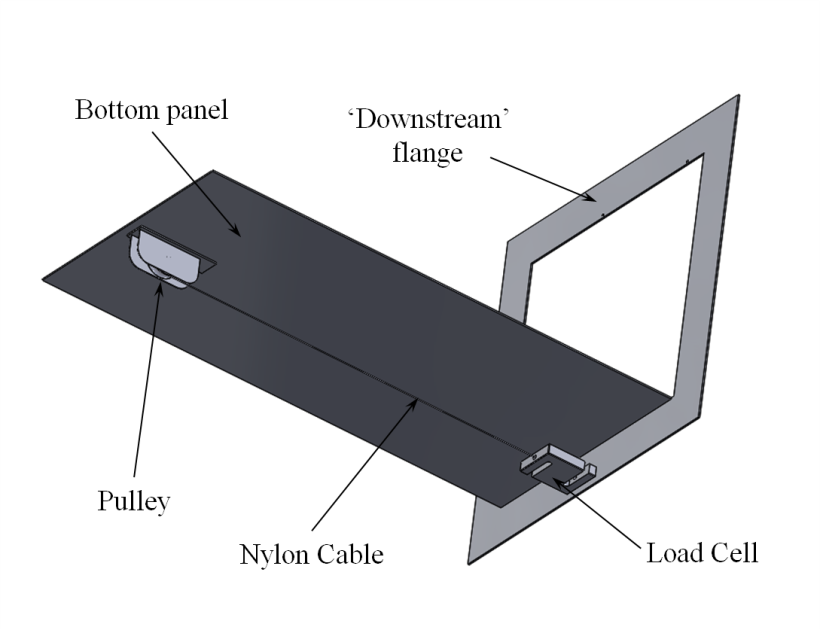 Bottom panel
‘Downstream’
flange
Pulley
Nylon Cable
Load Cell